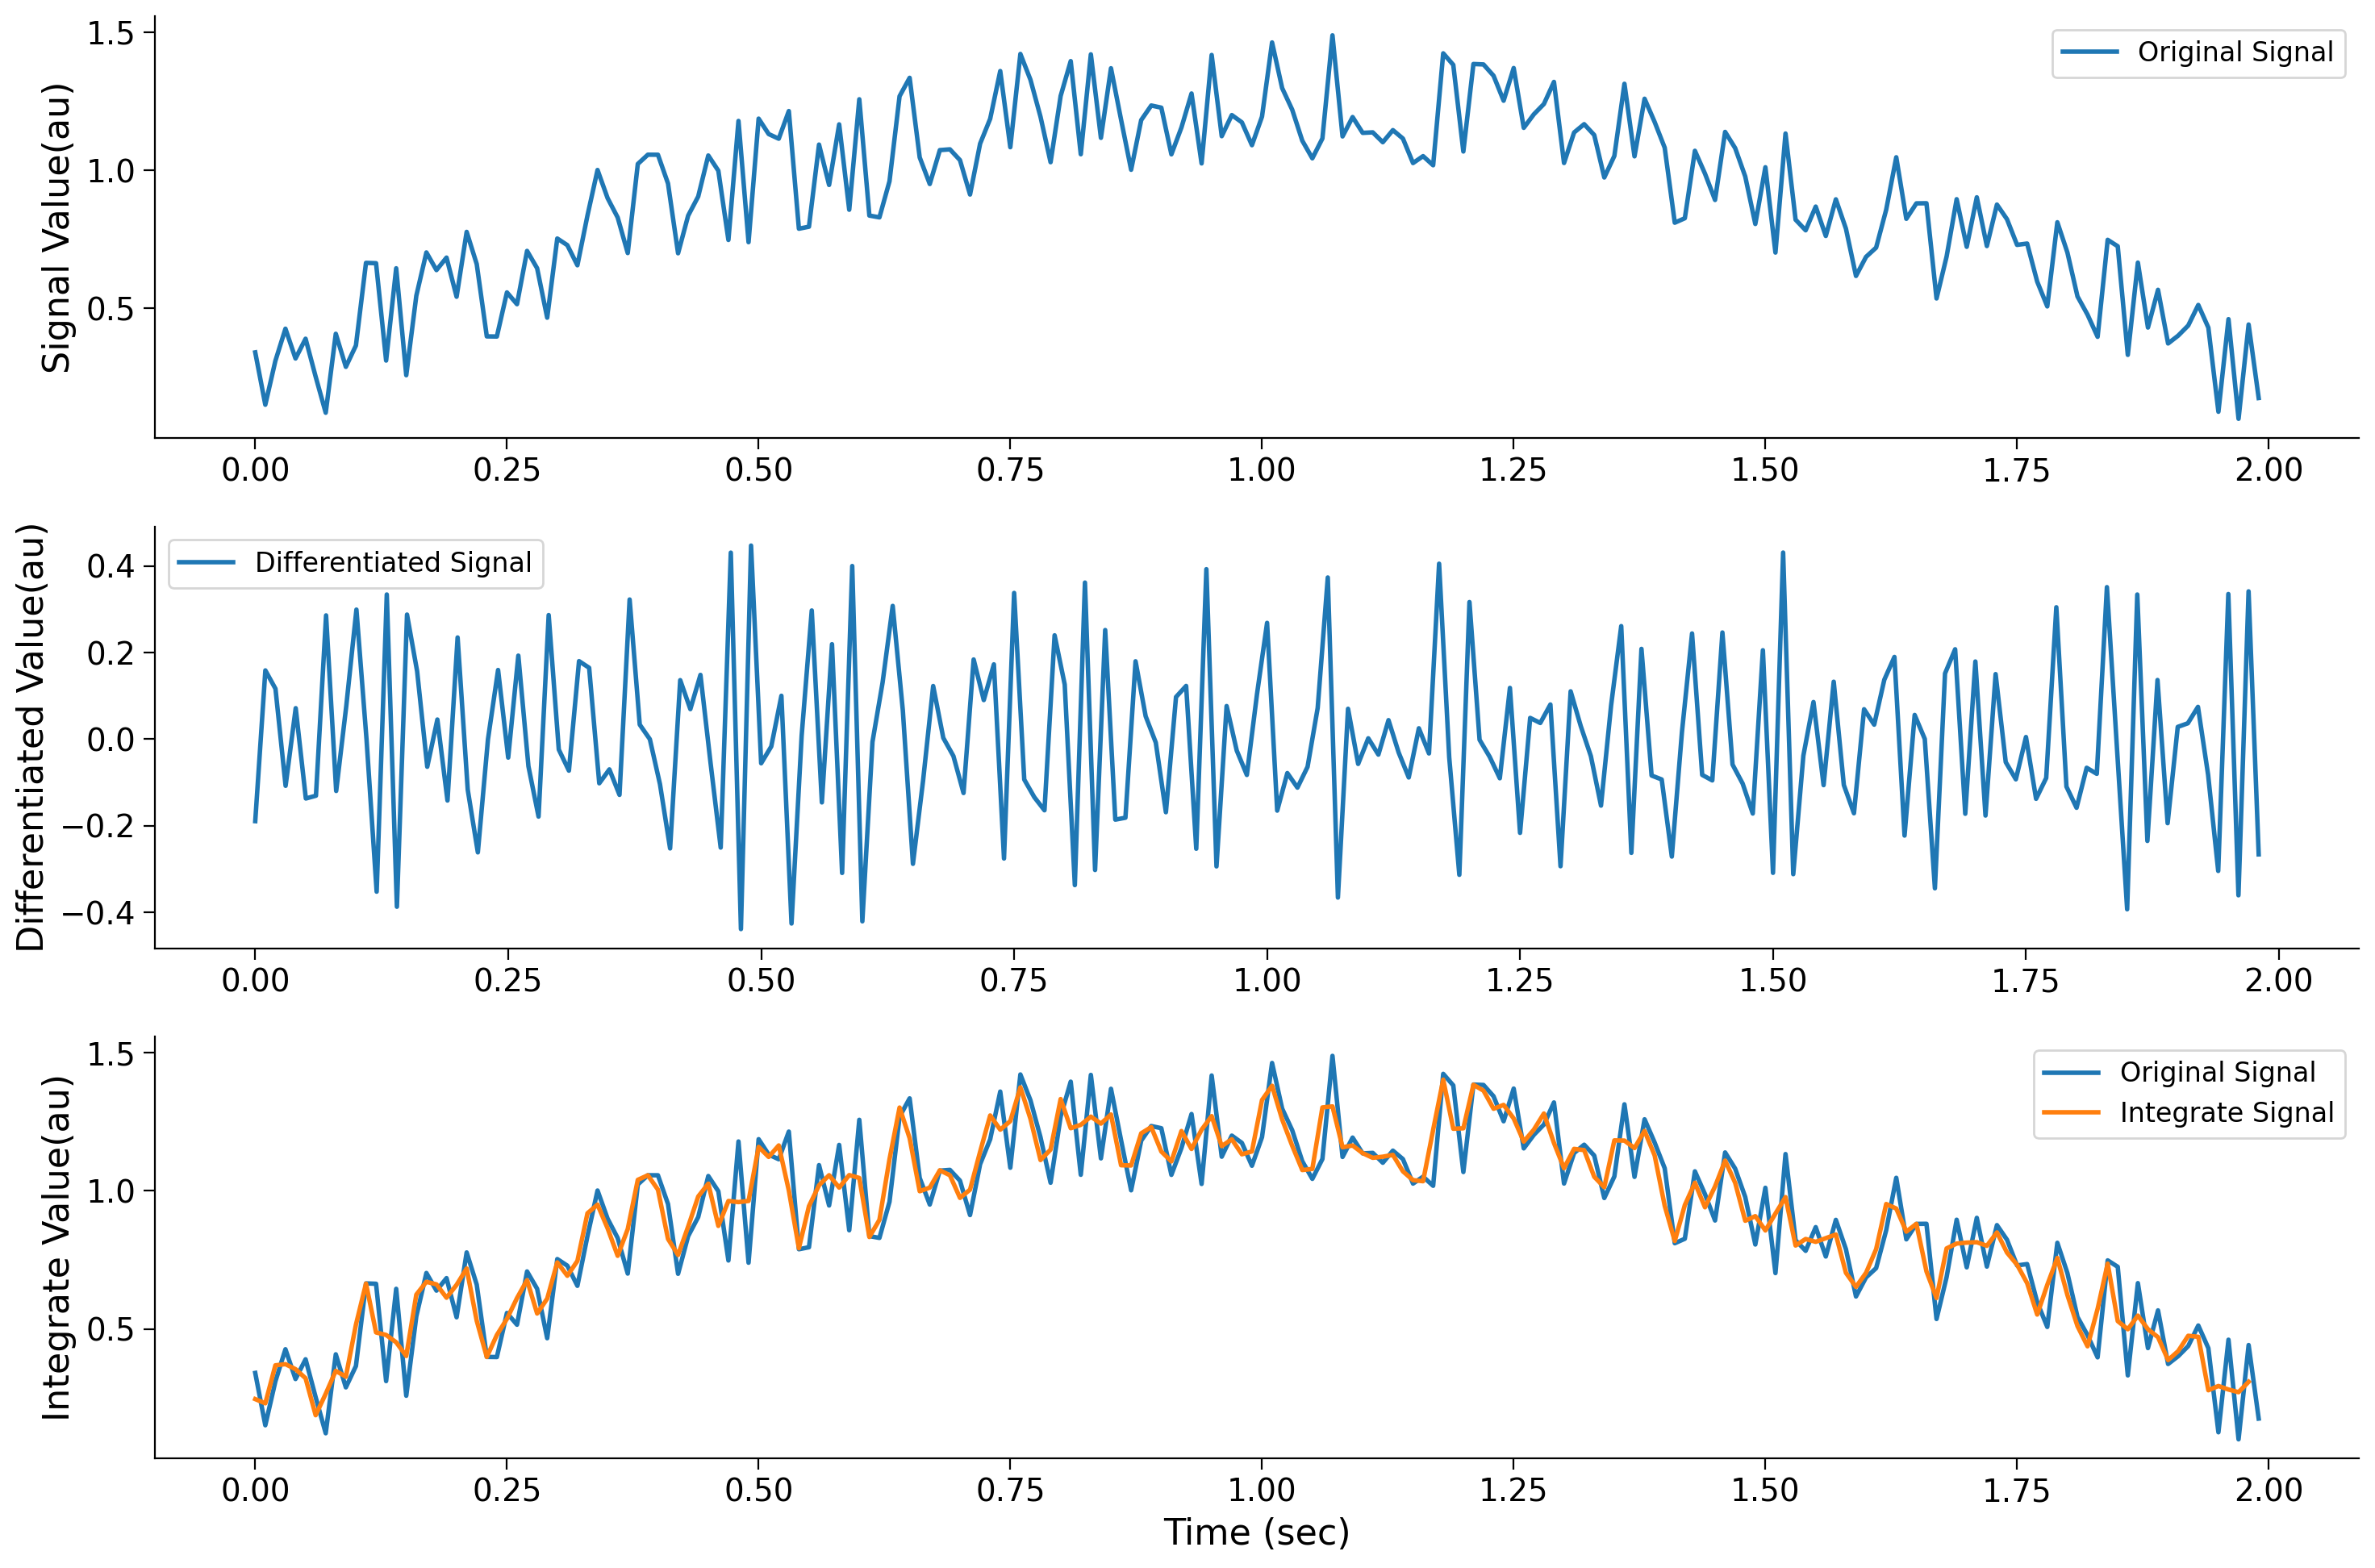 Signal Value(au)
1.5
1.0
0.5
Original Signal
0.00 0.25 0.50 0.75 1.00 1.25 1.50 1.75 2.00
Differentiated Value(au)
0.4
0.2
0.0
−0.2
−0.4
Differentiated Signal
0.00 0.25 0.50 0.75 1.00 1.25 1.50 1.75 2.00
Integrate Value(au)
1.5
1.0
0.5
Original Signal
Integrate Signal
0.00 0.25 0.50 0.75 1.00 1.25 1.50 1.75 2.00
Time (sec)